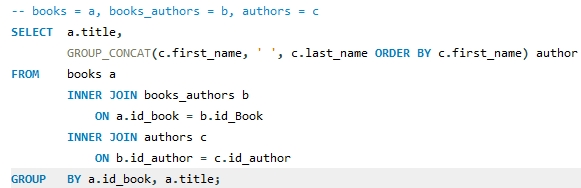 -- books = a, books_authors = b, authors = c
SELECT  a.title,
        GROUP_CONCAT(c.first_name, ' ', c.last_name ORDER BY c.first_name) author
FROM    books a
        INNER JOIN books_authors b
            ON a.id_book = b.id_Book
        INNER JOIN authors c
            ON b.id_author = c.id_author
GROUP   BY a.id_book, a.title;